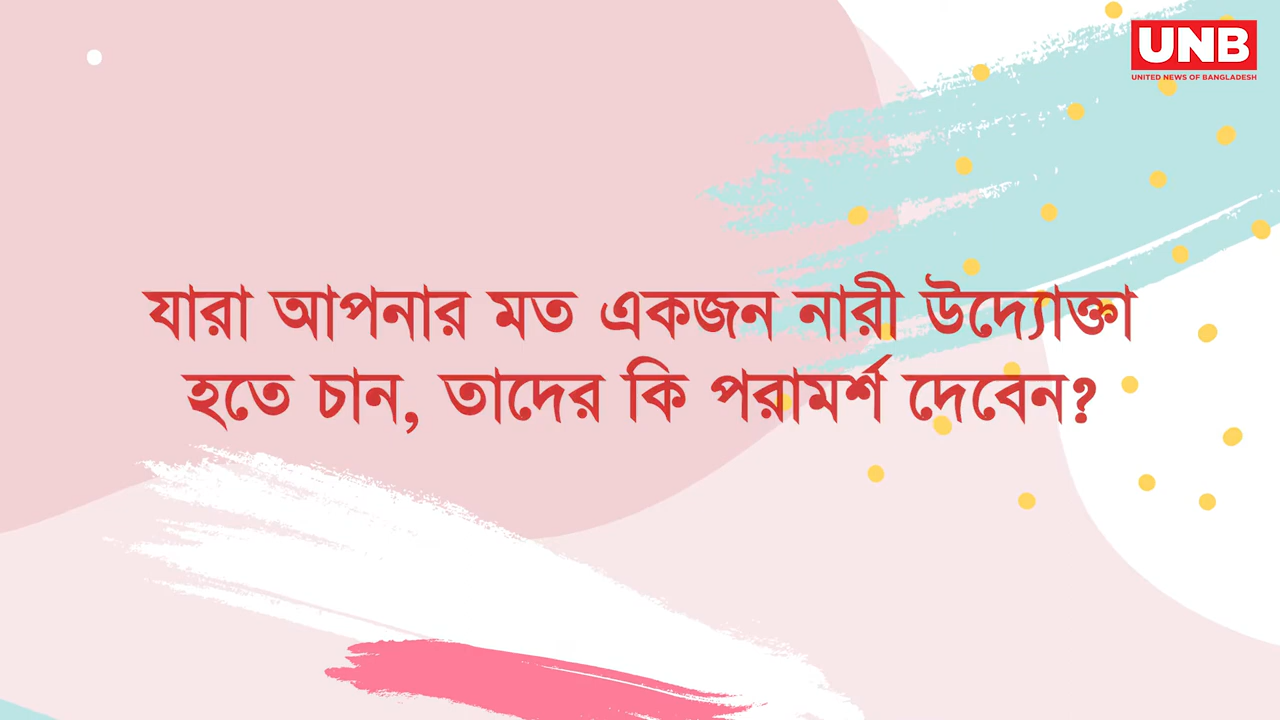 UNB
UNITED NEWS OF BANGLADESH
যারা আপনার মত একজন নারী উদ্যোক্তা
হতে চান, তাদের কি পরামর্শ দেবেন?